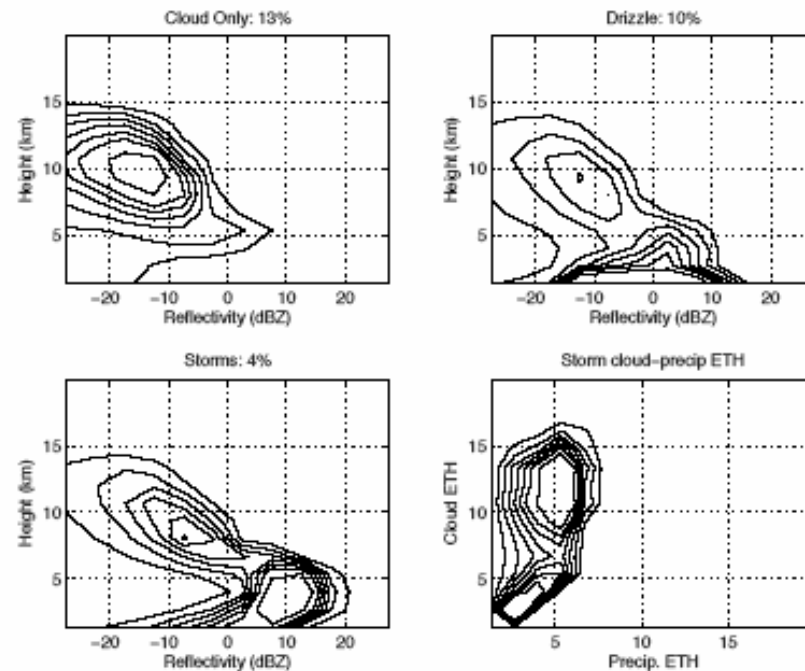 Cloud Only: 13%
Height (km)
15
10
5
−20 −10 0 10 20
Reflectivity (dBZ)
Drizzle: 10%
Height (km)
15
10
5
−20 −10 0 10 20
Reflectivity (dBZ)
Storms: 4%
Height (km)
15
10
5
−20 −10 0 10 20
Reflectivity (dBZ)
Storm cloud−precip ETH
Cloud ETH
15
10
5
5 10 15
Precip. ETH